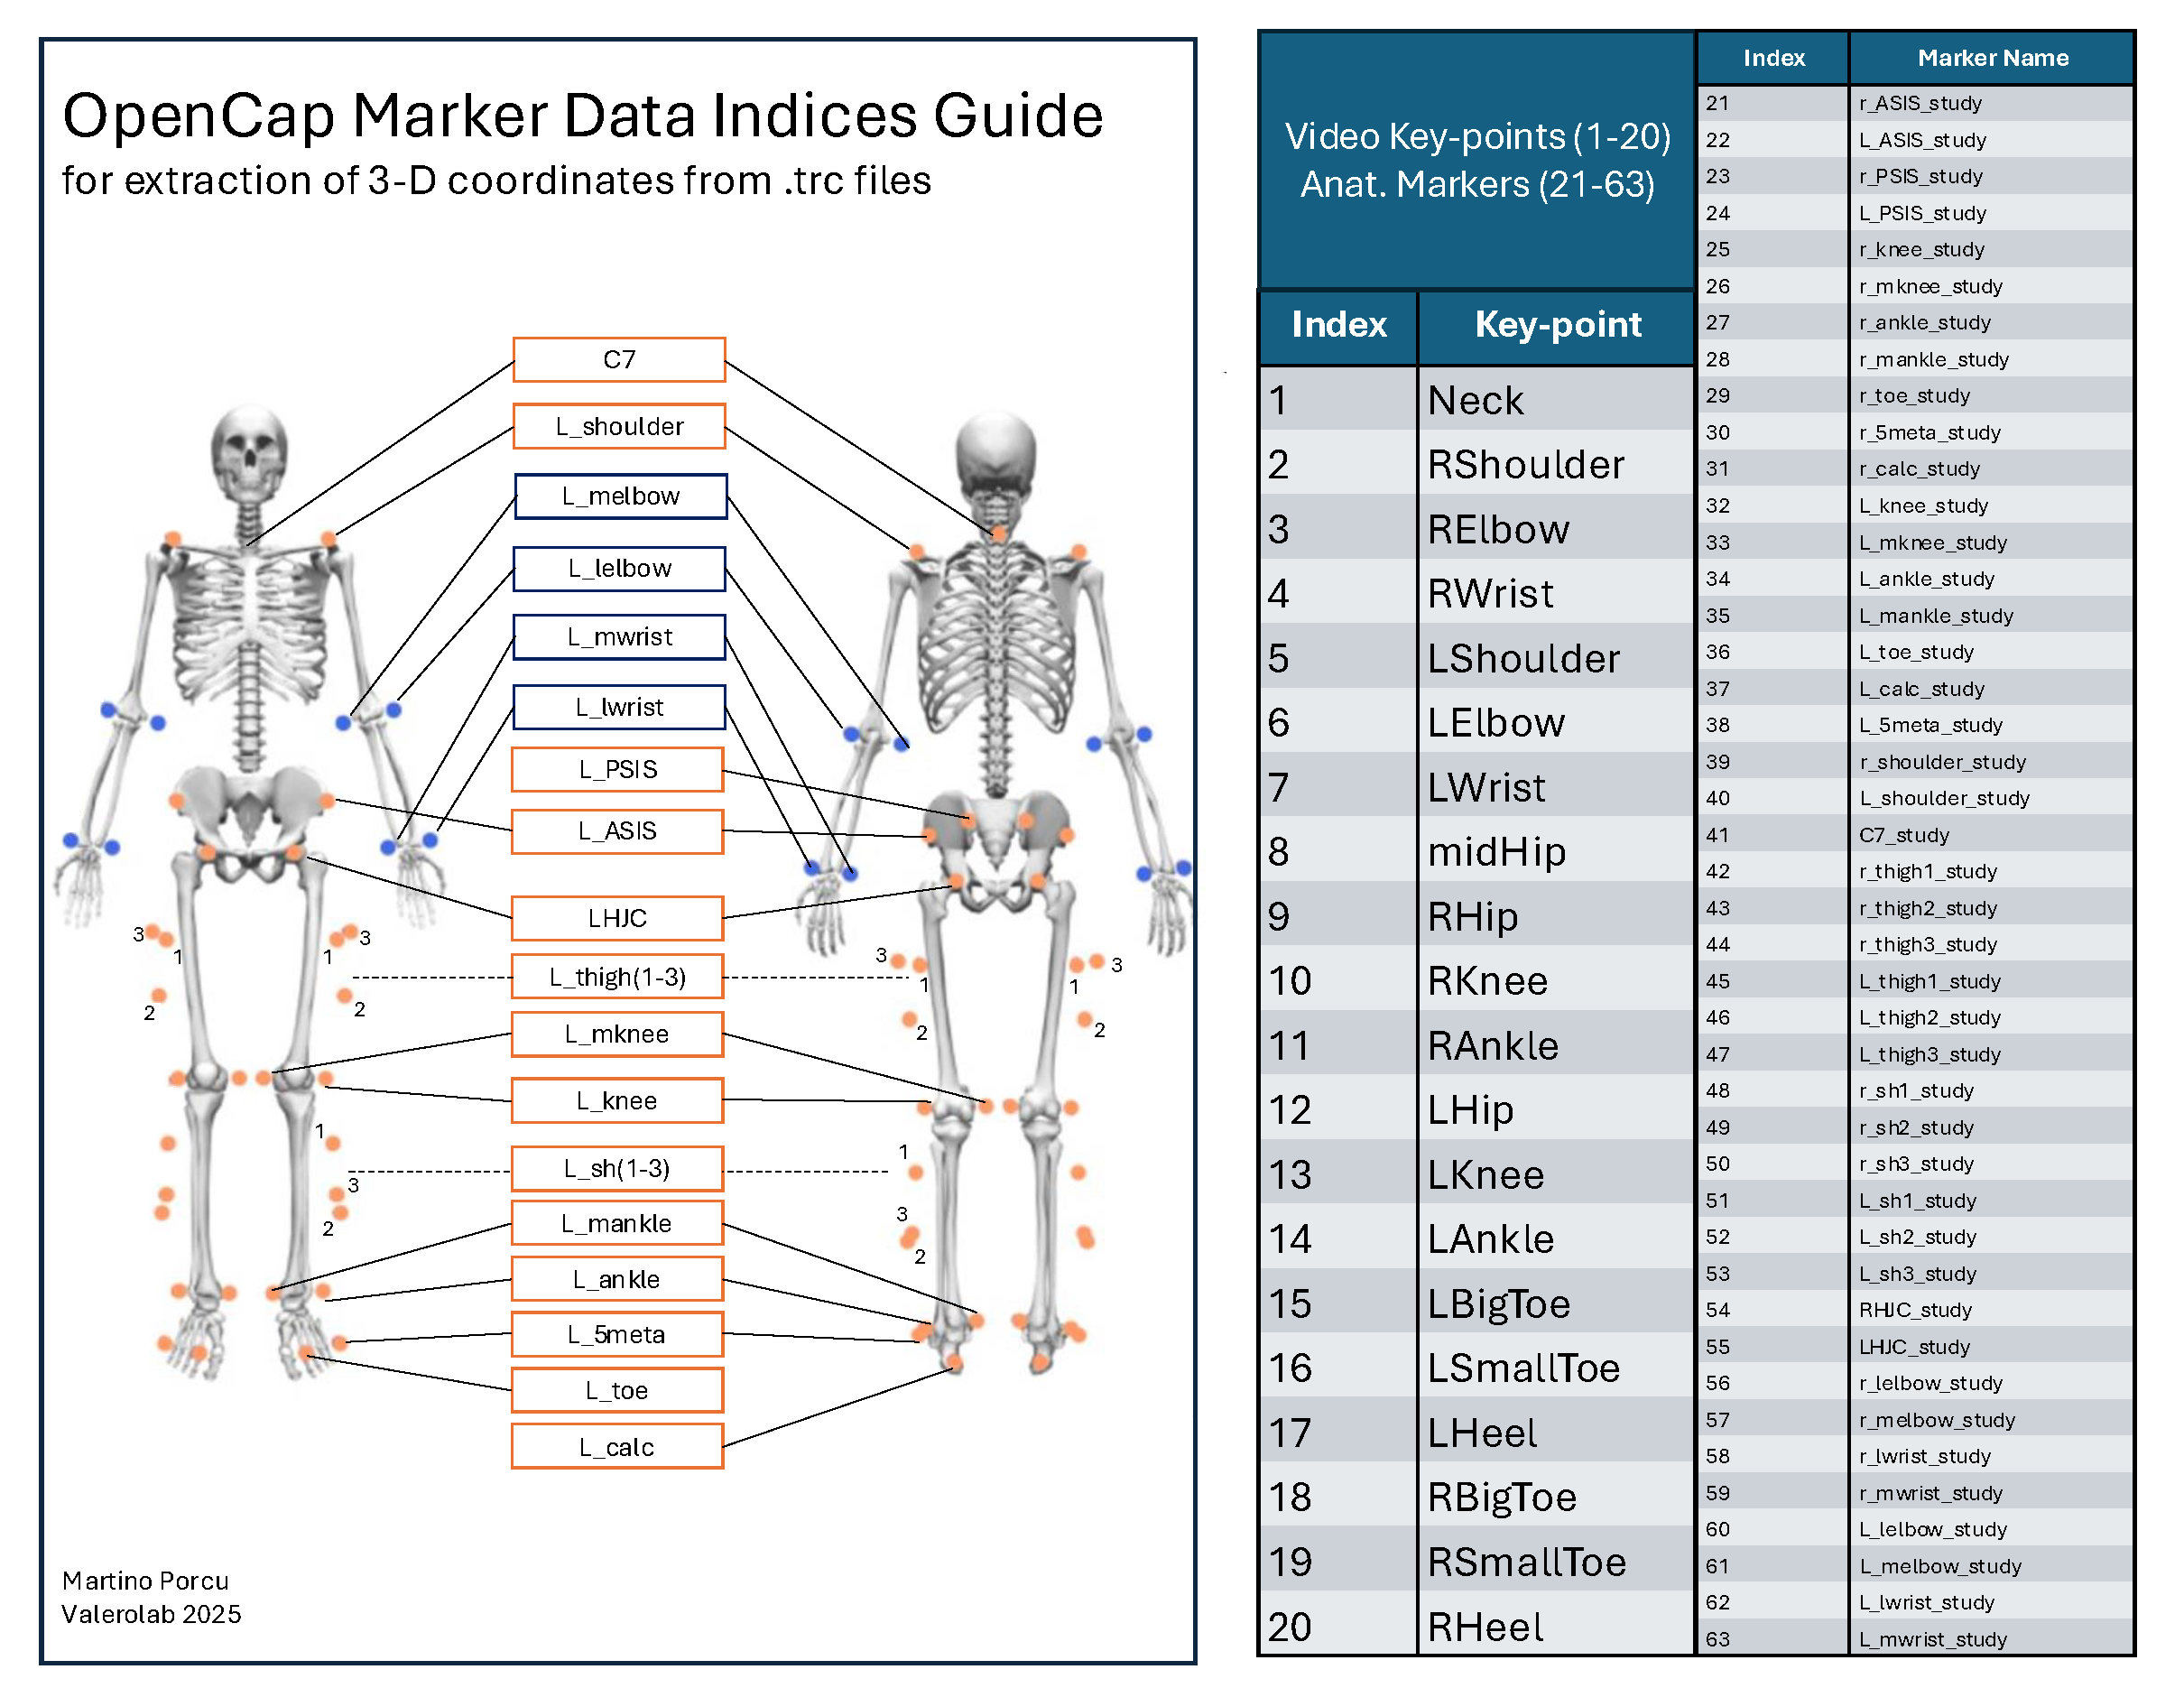 OpenCap Marker Data Indices Guide
for extraction of 3-D coordinates from .trc files
C7
L_shoulder
L_melbow
L_lelbow
L_mwrist
L_lwrist
L_PSIS
L_ASIS
LHJC
L_thigh(1-3)
L_mknee
L_knee
L_sh(1-3)
L_mankle
L_ankle
L_5meta
L_toe
L_calc
3
1
2
1
3
2
3
1
2
1
3
2
1
3
2
1
3
2
Martino Porcu
Valerolab 2025
Video Key-points (1-20)
Anat. Markers (21-63)
Index Key-point
1 Neck
2 RShoulder
3 RElbow
4 RWrist
5 LShoulder
6 LElbow
7 LWrist
8 midHip
9 RHip
10 RKnee
11 RAnkle
12 LHip
13 LKnee
14 LAnkle
15 LBigToe
16 LSmallToe
17 LHeel
18 RBigToe
19 RSmallToe
20 RHeel
Index Marker Name
21 r_ASIS_study
22 L_ASIS_study
23 r_PSIS_study
24 L_PSIS_study
25 r_knee_study
26 r_mknee_study
27 r_ankle_study
28 r_mankle_study
29 r_toe_study
30 r_5meta_study
31 r_calc_study
32 L_knee_study
33 L_mknee_study
34 L_ankle_study
35 L_mankle_study
36 L_toe_study
37 L_calc_study
38 L_5meta_study
39 r_shoulder_study
40 L_shoulder_study
41 C7_study
42 r_thigh1_study
43 r_thigh2_study
44 r_thigh3_study
45 L_thigh1_study
46 L_thigh2_study
47 L_thigh3_study
48 r_sh1_study
49 r_sh2_study
50 r_sh3_study
51 L_sh1_study
52 L_sh2_study
53 L_sh3_study
54 RHJC_study
55 LHJC_study
56 r_lelbow_study
57 r_melbow_study
58 r_lwrist_study
59 r_mwrist_study
60 L_lelbow_study
61 L_melbow_study
62 L_lwrist_study
63 L_mwrist_study